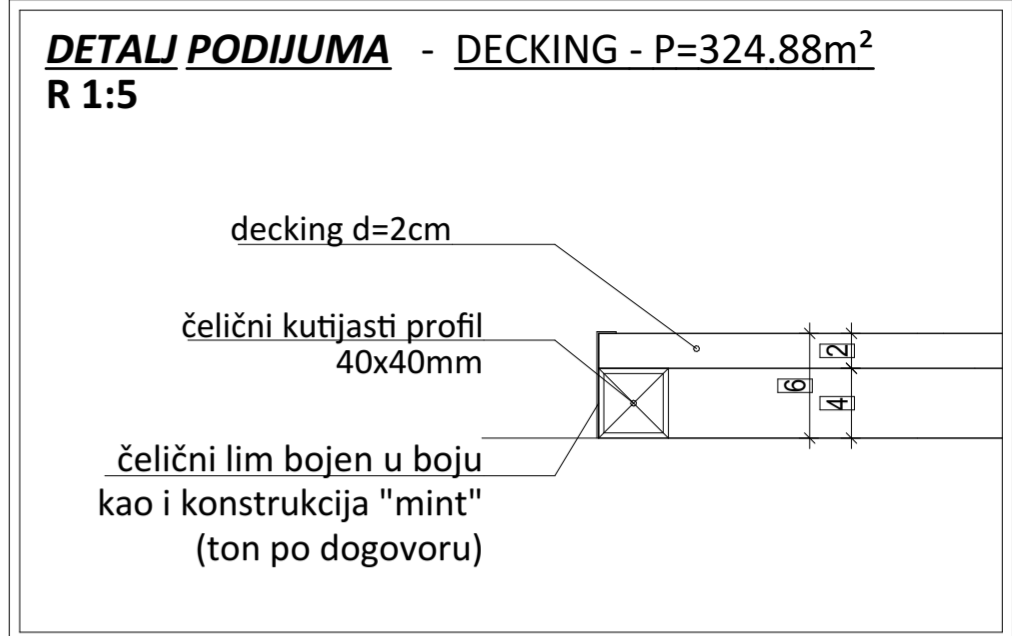 DETALJ PODIJUMA - DECKING - P=324.88m²
R 1:5
decking d=2cm
čelični kutijasti profil
40x40mm
2
6
4
čelični lim bojen u boju
kao i konstrukcija "mint"
(ton po dogovoru)